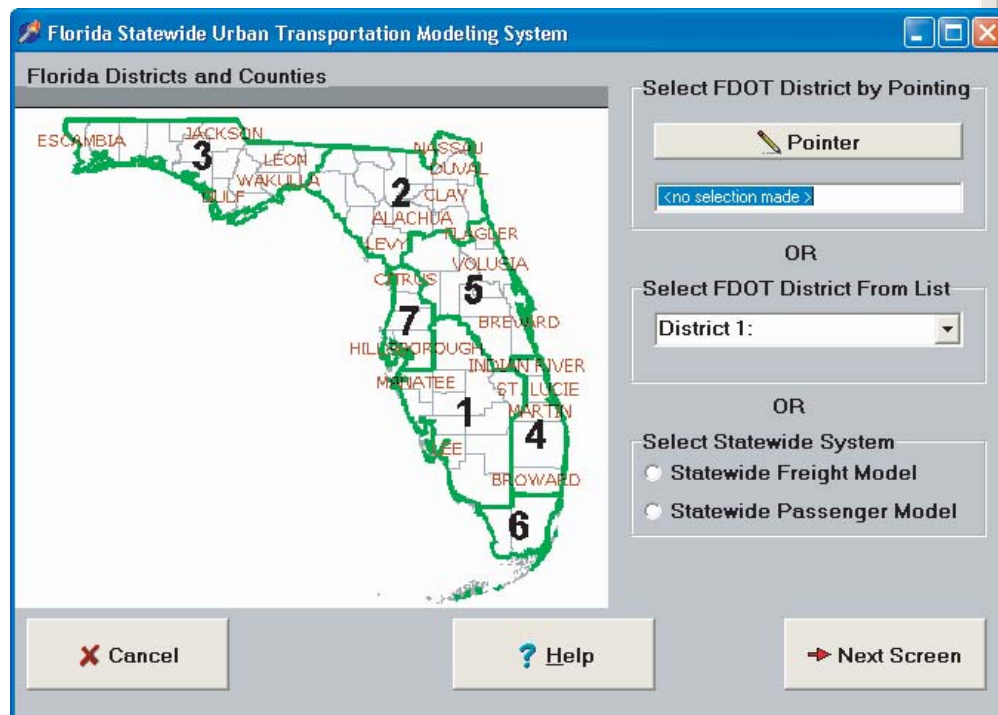 Florida Statewide Urban Transportation Modeling System
Florida Districts and Counties
ESCAMBIA
JACKSON
3
LEON
WAKULLA
GULF
NASSAU
DUVAL
2
CLAY
ALACHUA
LEVY
FLAGLER
VOLUSIA
CITRUS
5
7
BREVARD
HILLSBOROUGH
INDIAN RIVER
MANATEE
ST. LUCIE
1
MARTIN
4
LEE
BROWARD
6
Select FDOT District by Pointing
Pointer
<no selection made >
OR
Select FDOT District From List
District 1:
OR
Select Statewide System
Statewide Freight Model
Statewide Passenger Model
Cancel
? Help
Next Screen